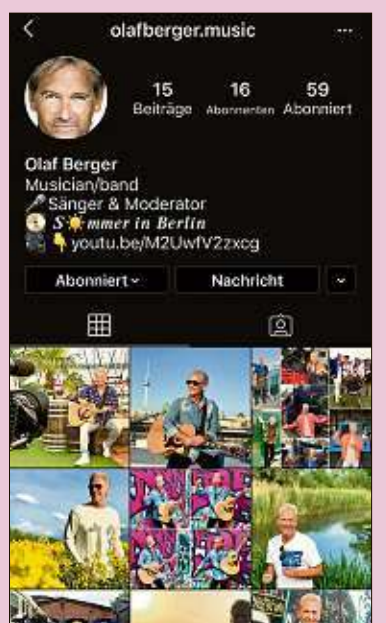 olafberger.music
15 16 59
Beiträge Abonnenten Abonniert
Olaf Berger
Musician/band
Sänger & Moderator
S☀mmer in Berlin
youtu.be/M2UwfV2zxcg
Abonniert Nachricht